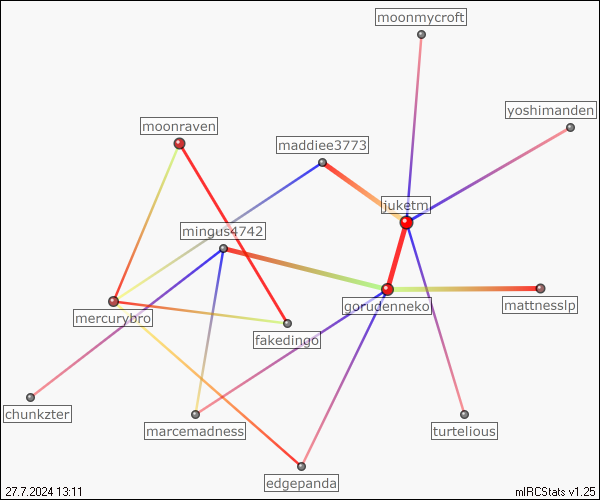 moonmycroft
yoshimanden
moonraven
maddiee3773
juketm
mingus4742
gorudenneko
mattnesslp
mercurybro
fakedingo
chunkzter
marcemadness
turtelious
edgepanda
27.7.2024 13:11
mIRCStats v1.25